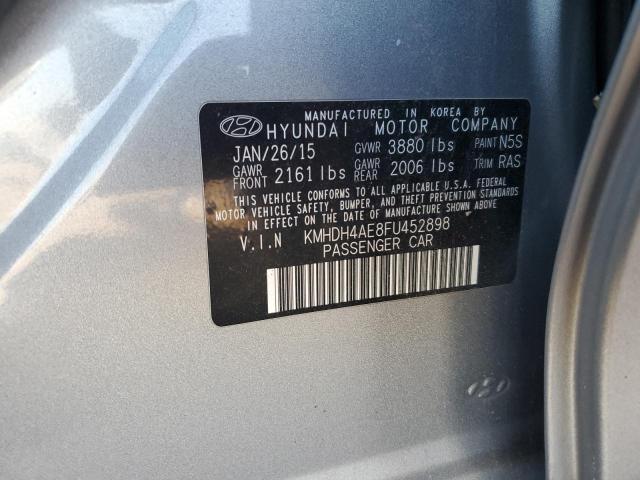 MANUFACTURED IN KOREA BY
HYUNDAI MOTOR COMPANY
JAN/26/15 GVWR 3880 lbs PAINT N5S
GAWR FRONT 2161 lbs GAWR REAR 2006 lbs TRIM RAS
THIS VEHICLE CONFORMS TO ALL APPLICABLE U.S.A. FEDERAL
MOTOR VEHICLE SAFETY, BUMPER, AND THEFT PREVENTION STANDARDS
IN EFFECT ON THE DATE OF MANUFACTURE SHOWN ABOVE.
V.I.N KMHDH4AE8FU452898
PASSENGER CAR